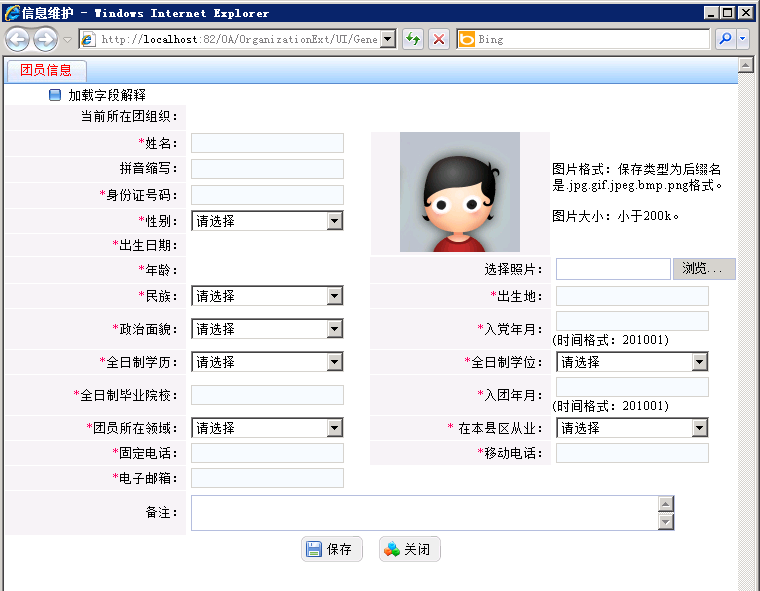 信息维护 - Windows Internet Explorer
http://localhost:82/OA/OrganizationExt/UI/Gene
Bing
团员信息
加载字段解释
当前所在团组织：
*姓名：
拼音缩写：
图片格式：保存类型为后缀名
是.jpg.gif.jpeg.bmp.png格式。
*身份证号码：
*性别： 请选择
图片大小：小于200k。
*出生日期：
*年龄：
选择照片： 浏览...
*民族： 请选择
*出生地：
*政治面貌： 请选择
*入党年月：
(时间格式：201001)
*全日制学历： 请选择
*全日制学位： 请选择
*全日制毕业院校：
*入团年月：
(时间格式：201001)
*团员所在领域： 请选择
* 在本县区从业： 请选择
*固定电话：
*移动电话：
*电子邮箱：
备注：
保存 关闭